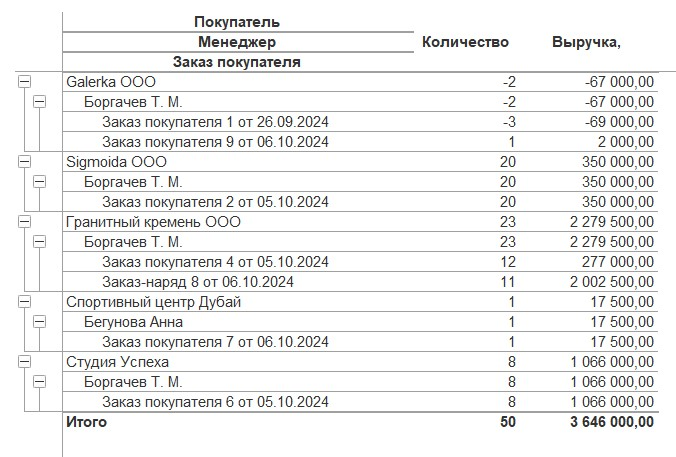 Покупатель
Менеджер Количество Выручка,
Заказ покупателя
Galerka ООО -2 -67 000,00
Боргачев Т. М. -2 -67 000,00
Заказ покупателя 1 от 26.09.2024 -3 -69 000,00
Заказ покупателя 9 от 06.10.2024 1 2 000,00
Sigmoida ООО 20 350 000,00
Боргачев Т. М. 20 350 000,00
Заказ покупателя 2 от 05.10.2024 20 350 000,00
Гранитный кремень ООО 23 2 279 500,00
Боргачев Т. М. 23 2 279 500,00
Заказ покупателя 4 от 05.10.2024 12 277 000,00
Заказ-наряд 8 от 06.10.2024 11 2 002 500,00
Спортивный центр Дубай 1 17 500,00
Бегунова Анна 1 17 500,00
Заказ покупателя 7 от 06.10.2024 1 17 500,00
Студия Успеха 8 1 066 000,00
Боргачев Т. М. 8 1 066 000,00
Заказ покупателя 6 от 05.10.2024 8 1 066 000,00
Итого 50 3 646 000,00